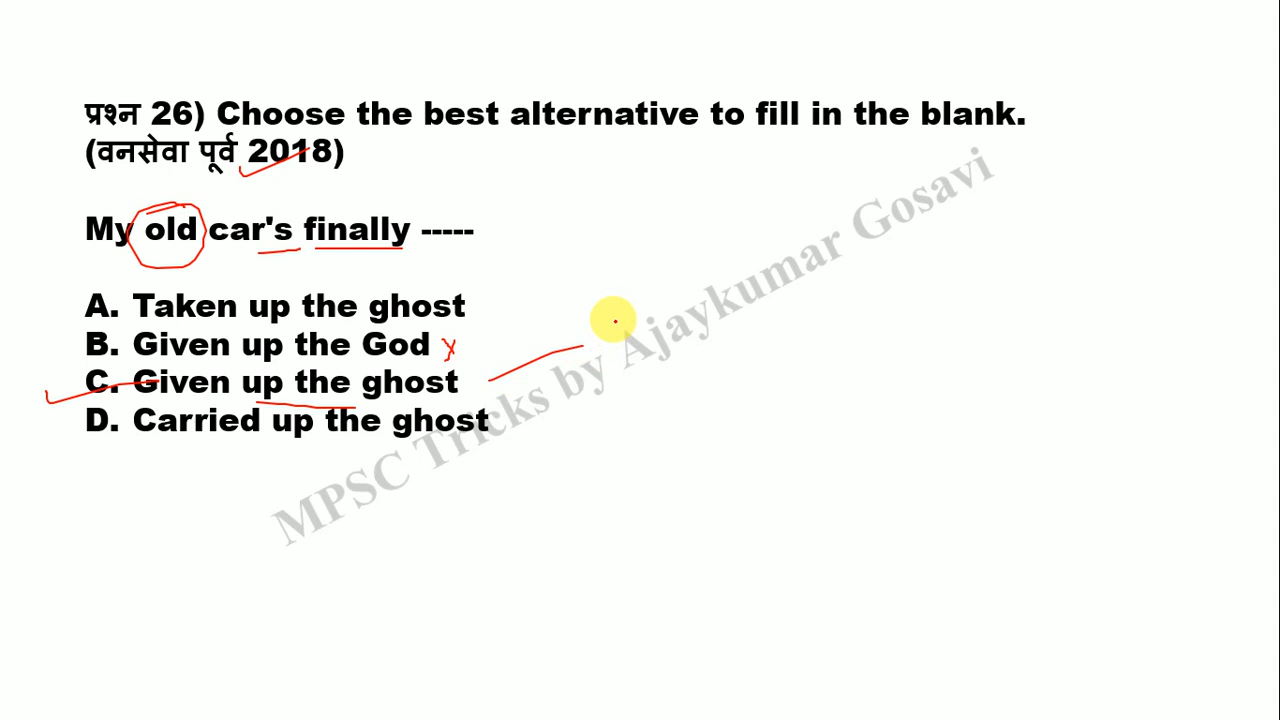 प्रश्न 26) Choose the best alternative to fill in the blank.
(वनसेवा पूर्व 2018)
My old car's finally -----
A. Taken up the ghost
B. Given up the God x
C. Given up the ghost
D. Carried up the ghost
MPSC Tricks by Ajaykumar Gosavi